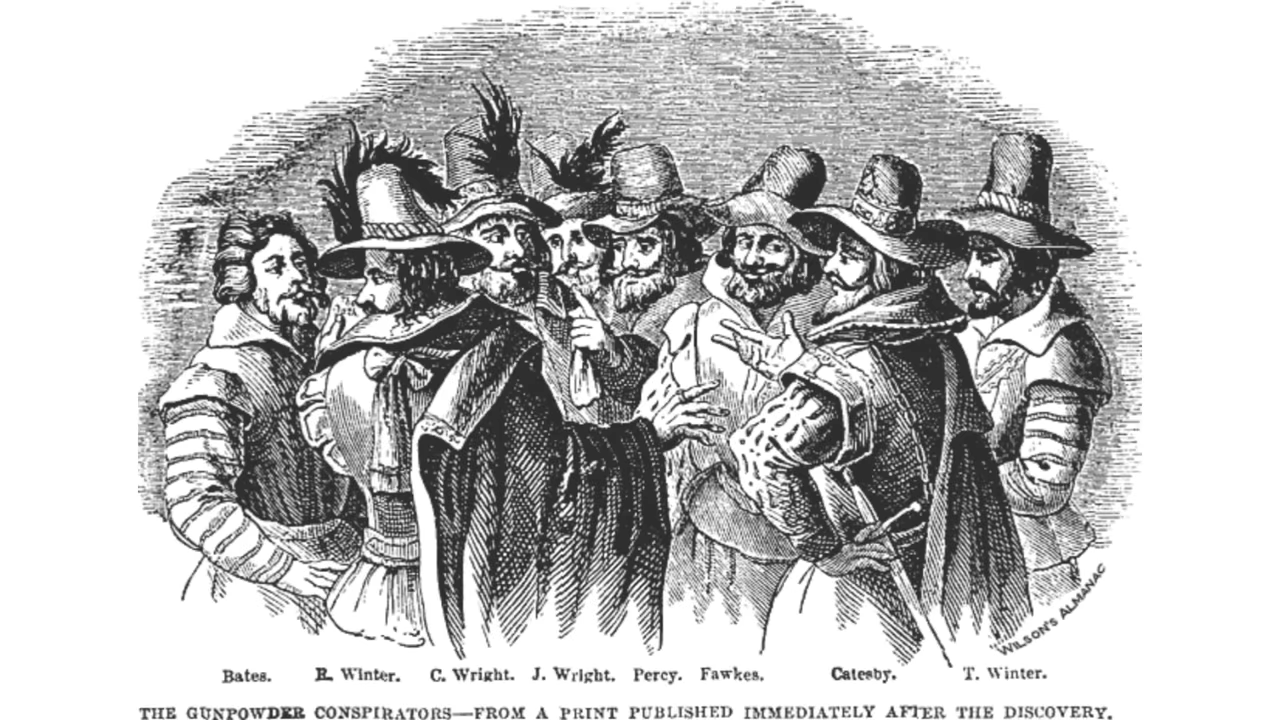 WILSON'S ALMANAC
Bates. R. Winter. C. Wright. J. Wright. Percy. Fawkes. Catesby. T. Winter.
THE GUNPOWDER CONSPIRATORS—FROM A PRINT PUBLISHED IMMEDIATELY AFTER THE DISCOVERY.